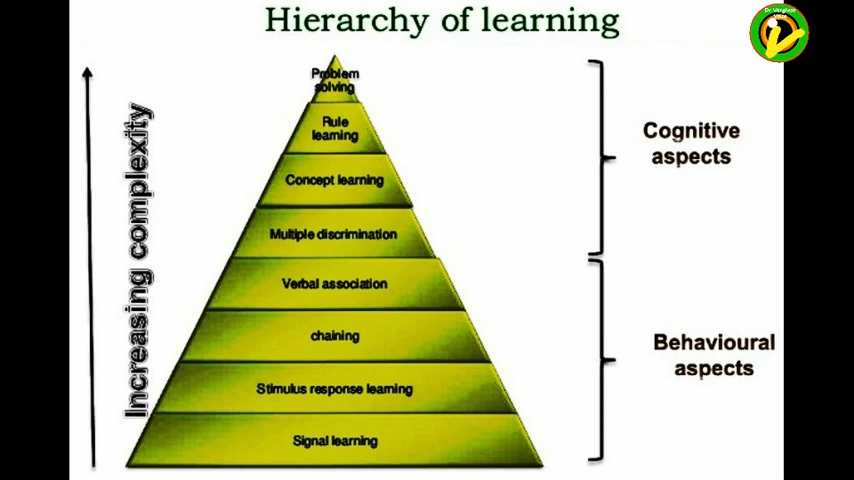 Hierarchy of learning
Increasing complexity
Problem
solving
Rule
learning
Concept learning
Multiple discrimination
Verbal association
chaining
Stimulus response learning
Signal learning
Cognitive
aspects
Behavioural
aspects